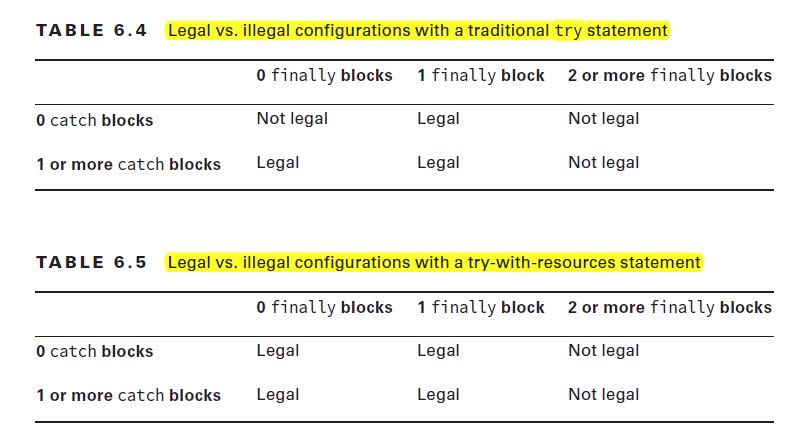 TABLE 6.4 Legal vs. illegal configurations with a traditional try statement
0 finally blocks 1 finally block 2 or more finally blocks
0 catch blocks Not legal Legal Not legal
1 or more catch blocks Legal Legal Not legal
TABLE 6.5 Legal vs. illegal configurations with a try-with-resources statement
0 finally blocks 1 finally block 2 or more finally blocks
0 catch blocks Legal Legal Not legal
1 or more catch blocks Legal Legal Not legal